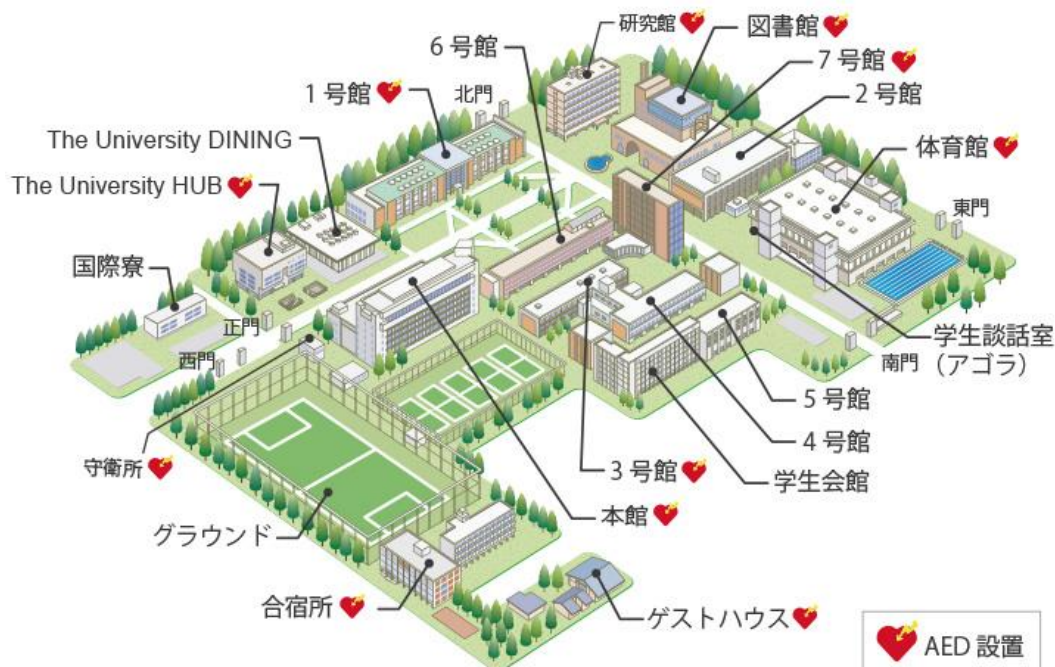 研究館
図書館
6号館
7号館
1号館
北門
2号館
The University DINING
体育館
The University HUB
東門
国際寮
正門
西門
学生談話室
(アゴラ)
南門
5号館
4号館
守衛所
3号館
学生会館
グラウンド
本館
合宿所
ゲストハウス
AED 設置